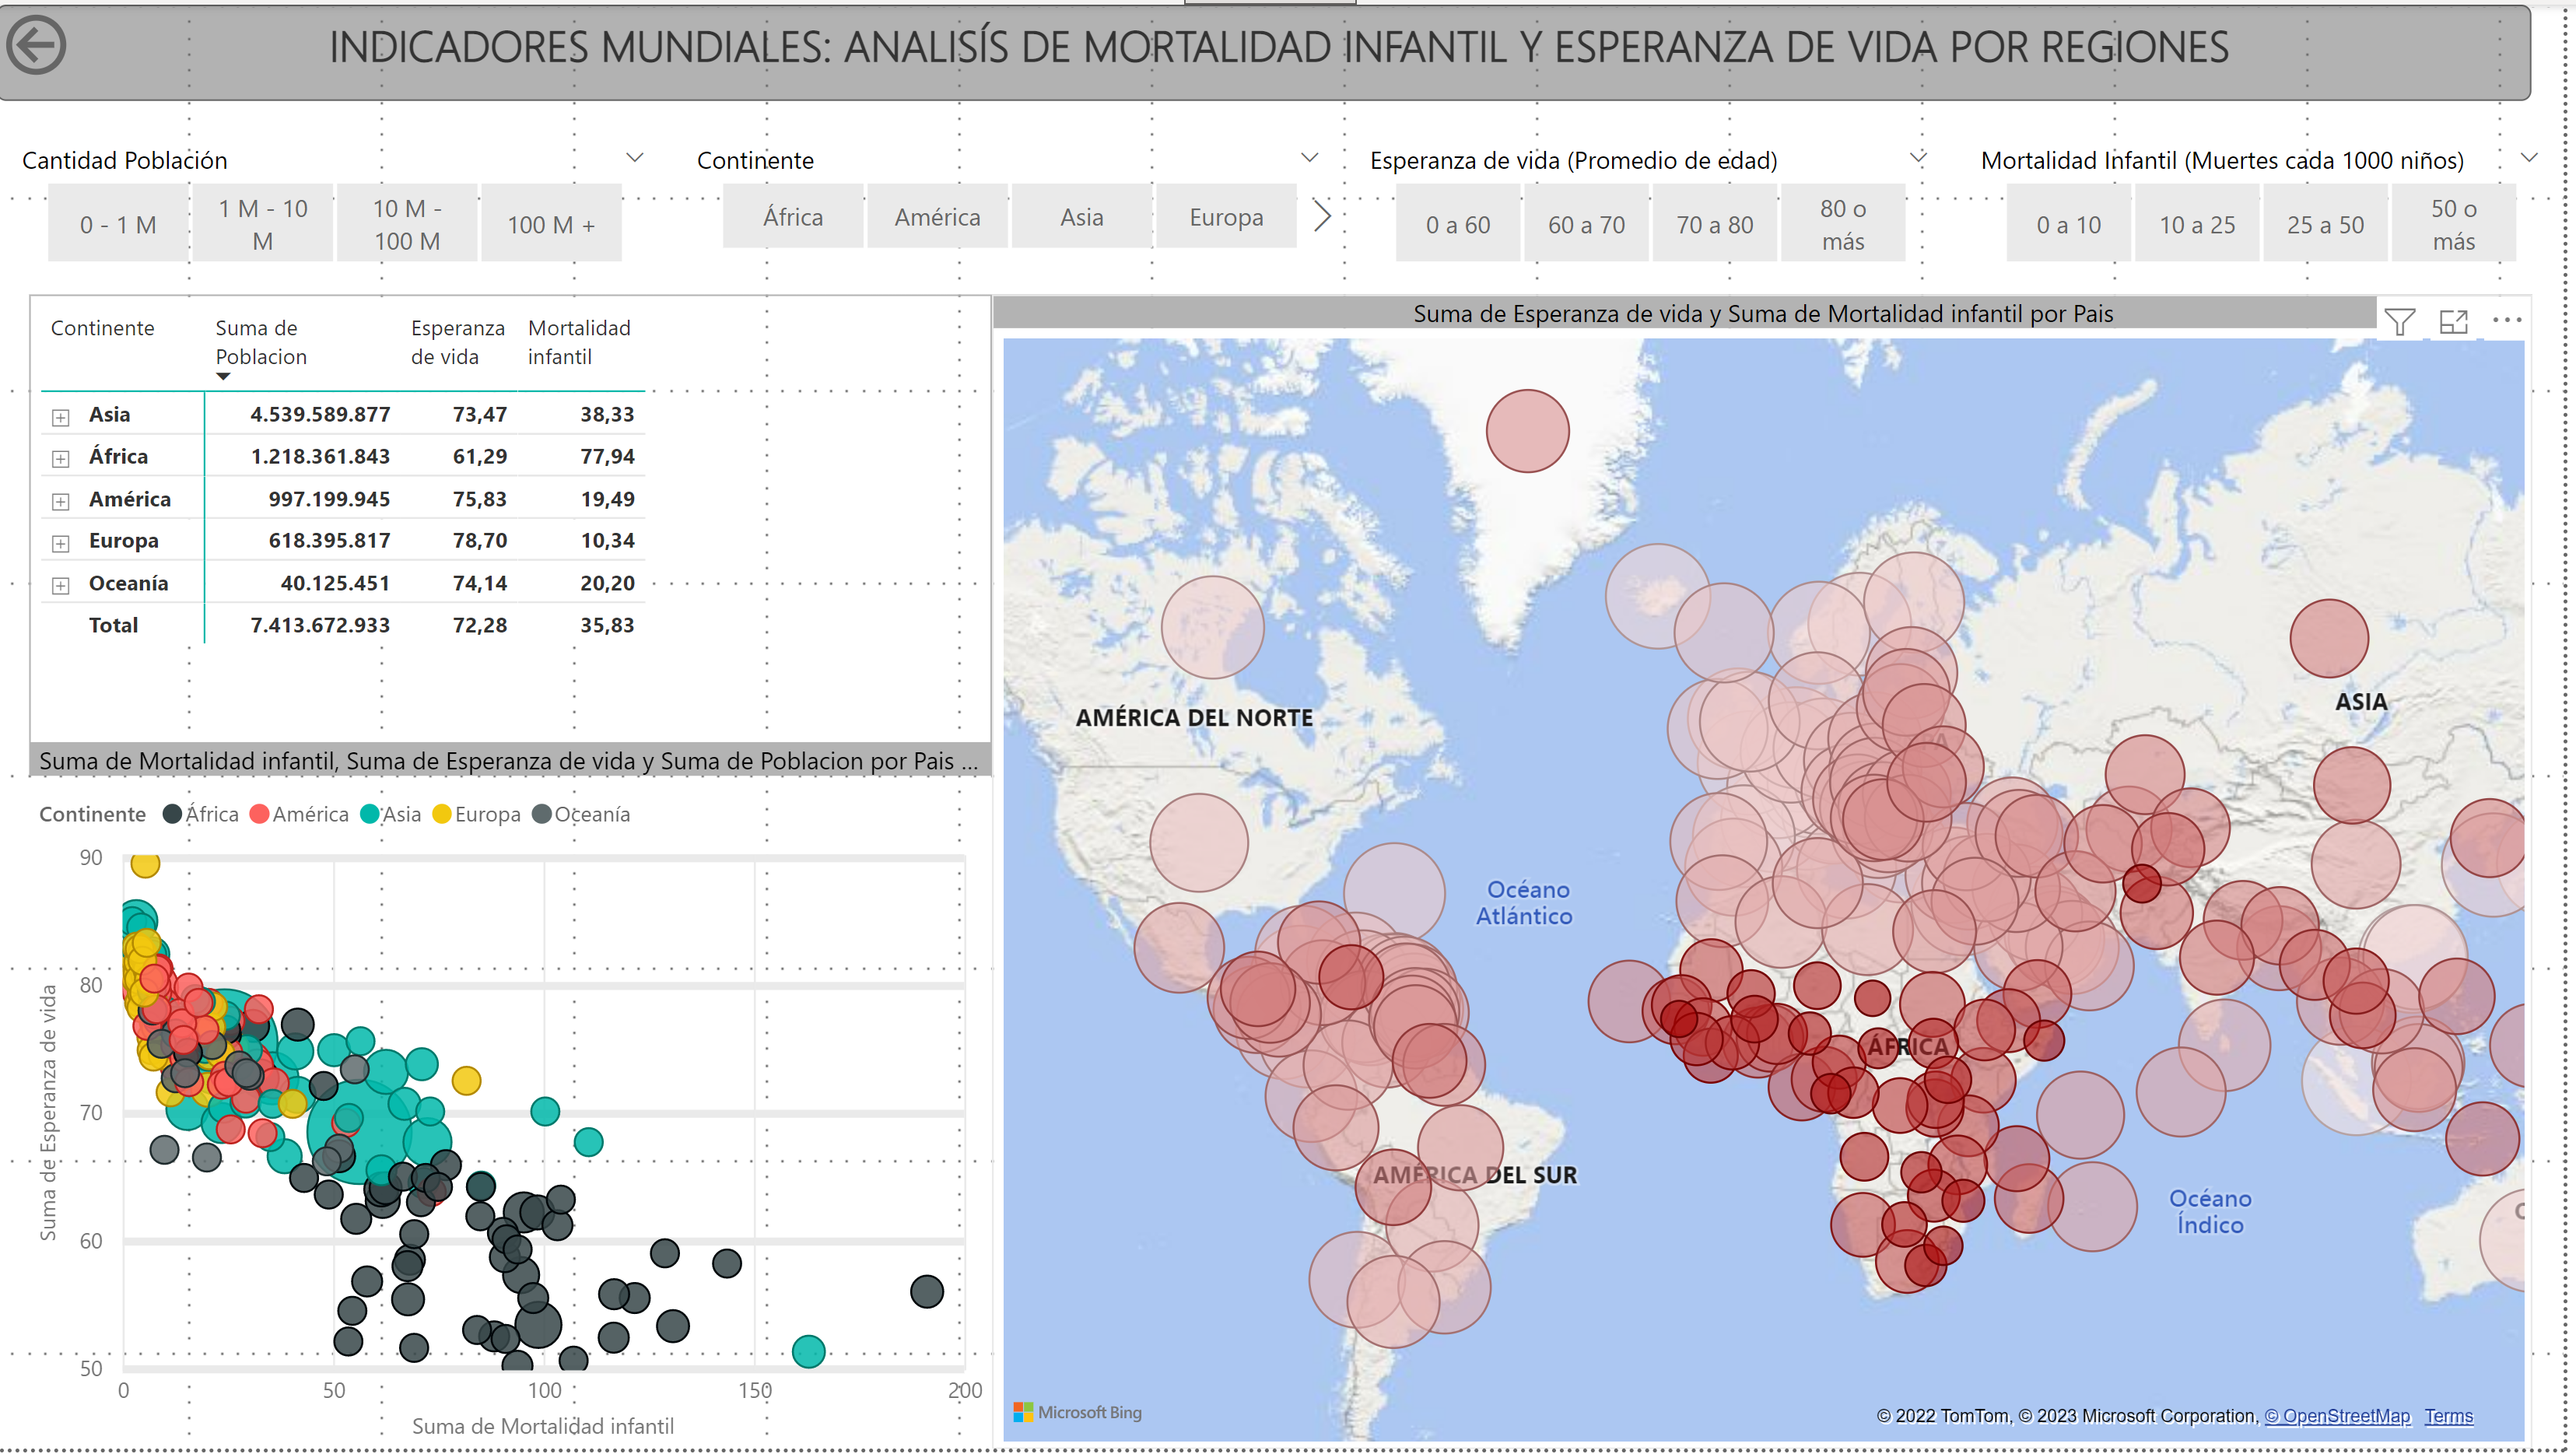 INDICADORES MUNDIALES: ANALISÍS DE MORTALIDAD INFANTIL Y ESPERANZA DE VIDA POR REGIONES
Cantidad Población
0 - 1 M
1 M - 10 M
10 M - 100 M
100 M +
Continente
África
América
Asia
Europa
Esperanza de vida (Promedio de edad)
0 a 60
60 a 70
70 a 80
80 o más
Mortalidad Infantil (Muertes cada 1000 niños)
0 a 10
10 a 25
25 a 50
50 o más
Continente Suma de Poblacion Esperanza de vida Mortalidad infantil
Asia 4.539.589.877 73,47 38,33
África 1.218.361.843 61,29 77,94
América 997.199.945 75,83 19,49
Europa 618.395.817 78,70 10,34
Oceanía 40.125.451 74,14 20,20
Total 7.413.672.933 72,28 35,83
Suma de Mortalidad infantil, Suma de Esperanza de vida y Suma de Poblacion por Pais ...
Continente África América Asia Europa Oceanía
Suma de Esperanza de vida
90
80
70
60
50
0 50 100 150 200
Suma de Mortalidad infantil
Suma de Esperanza de vida y Suma de Mortalidad infantil por Pais
AMÉRICA DEL NORTE
ASIA
Océano
Atlántico
ÁFRICA
AMÉRICA DEL SUR
Océano
Índico
Microsoft Bing
© 2022 TomTom, © 2023 Microsoft Corporation, © OpenStreetMap Terms